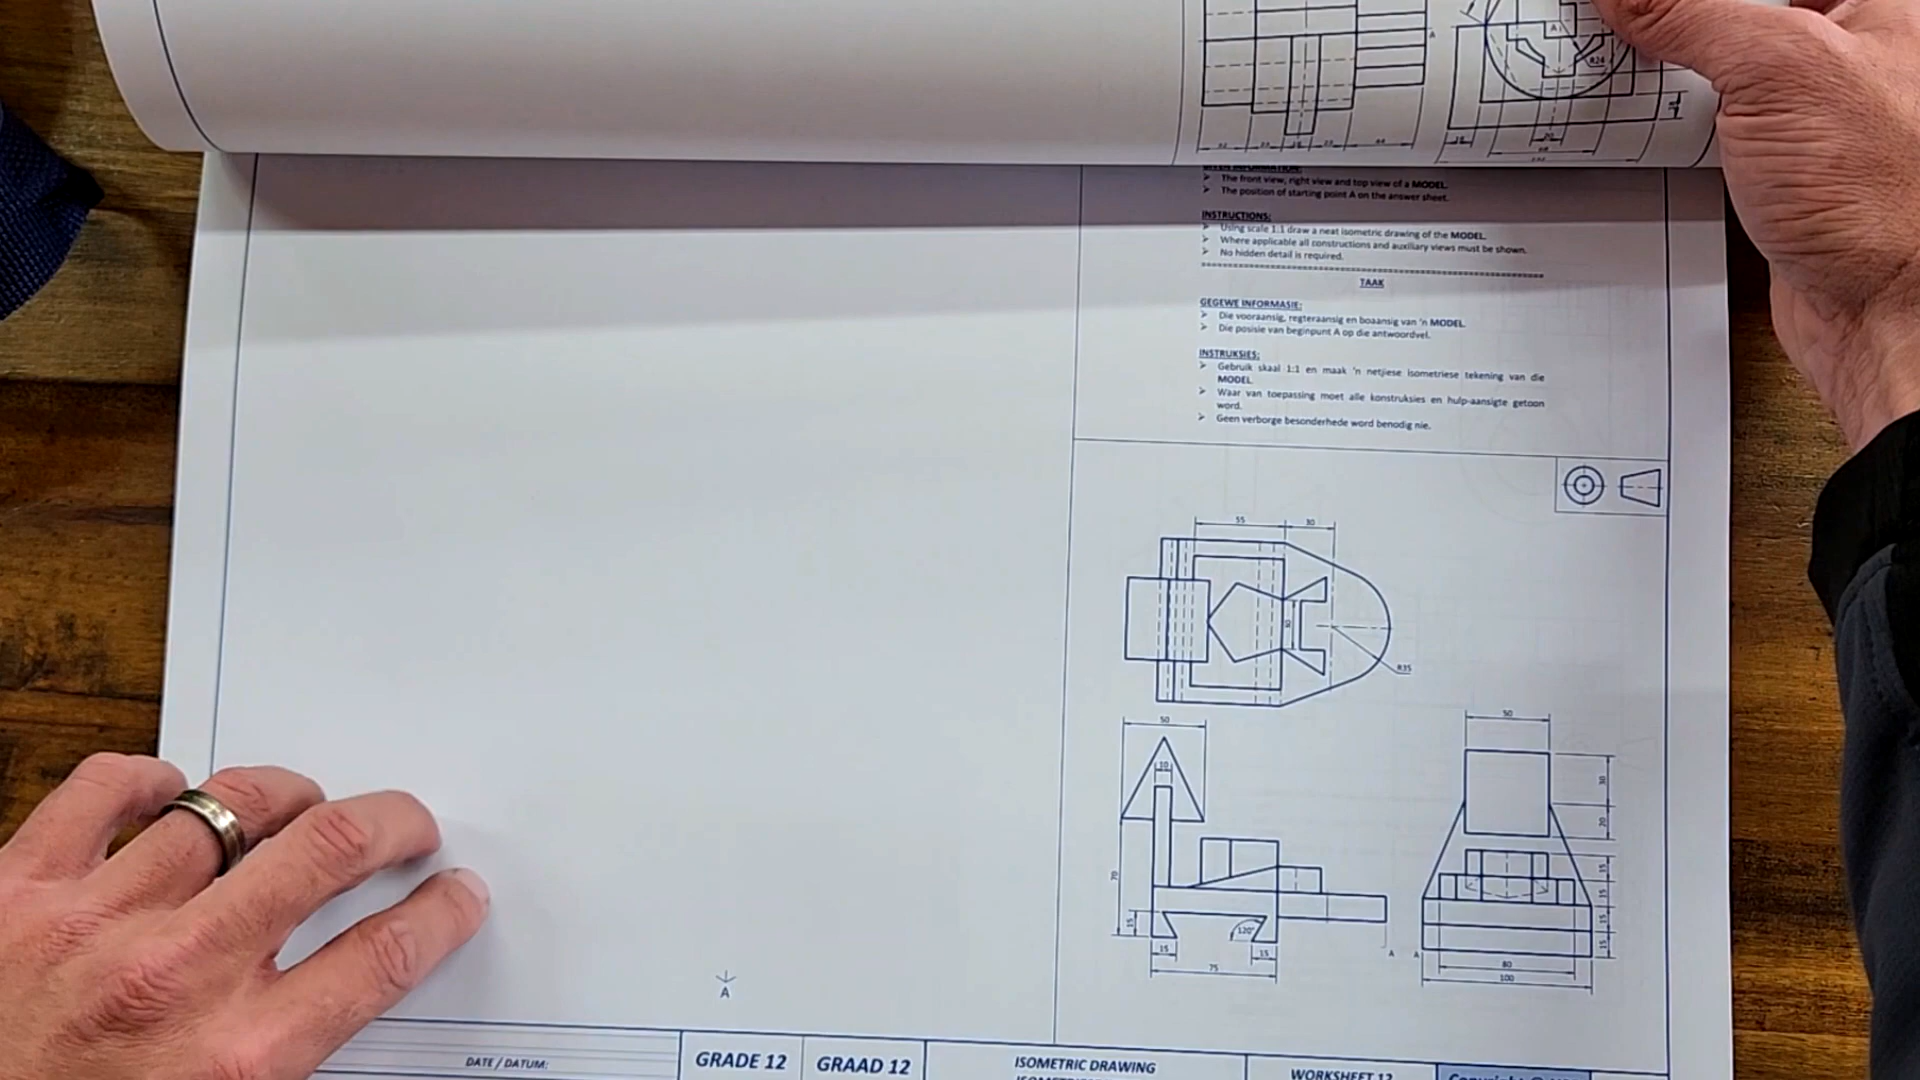 A
A
R24
20
GIVEN INFORMATION:
➢ The front view, right view and top view of a MODEL.
➢ The position of starting point A on the answer sheet.
INSTRUCTIONS:
➢ Using scale 1:1 draw a neat isometric drawing of the MODEL.
➢ Where applicable all constructions and auxiliary views must be shown.
➢ No hidden detail is required.
TAAK
GEGEWE INFORMASIE:
➢ Die vooraansig, regteraansig en boaansig van 'n MODEL.
➢ Die posisie van beginpunt A op die antwoordvel.
INSTRUKSIES:
➢ Gebruik skaal 1:1 en maak 'n netjiese isometriese tekening van die
MODEL.
➢ Waar van toepassing moet alle konstruksies en hulp-aansigte getoon
word.
➢ Geen verborge besonderhede word benodig nie.
55 30
R35
50 50
10
30
20
70
15
15
15
15
15
120°
15 15
75
A A
80
100
A
DATE / DATUM:
GRADE 12 GRAAD 12
ISOMETRIC DRAWING
WORKSHEET 12